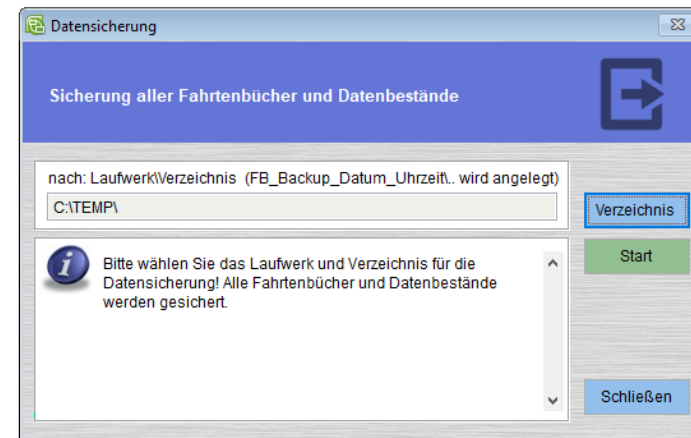 Datensicherung
Sicherung aller Fahrtenbücher und Datenbestände
nach: Laufwerk\Verzeichnis (FB_Backup_Datum_Uhrzeit\.. wird angelegt)
C:\TEMP\
Verzeichnis
Bitte wählen Sie das Laufwerk und Verzeichnis für die
Datensicherung! Alle Fahrtenbücher und Datenbestände
werden gesichert.
Start
Schließen